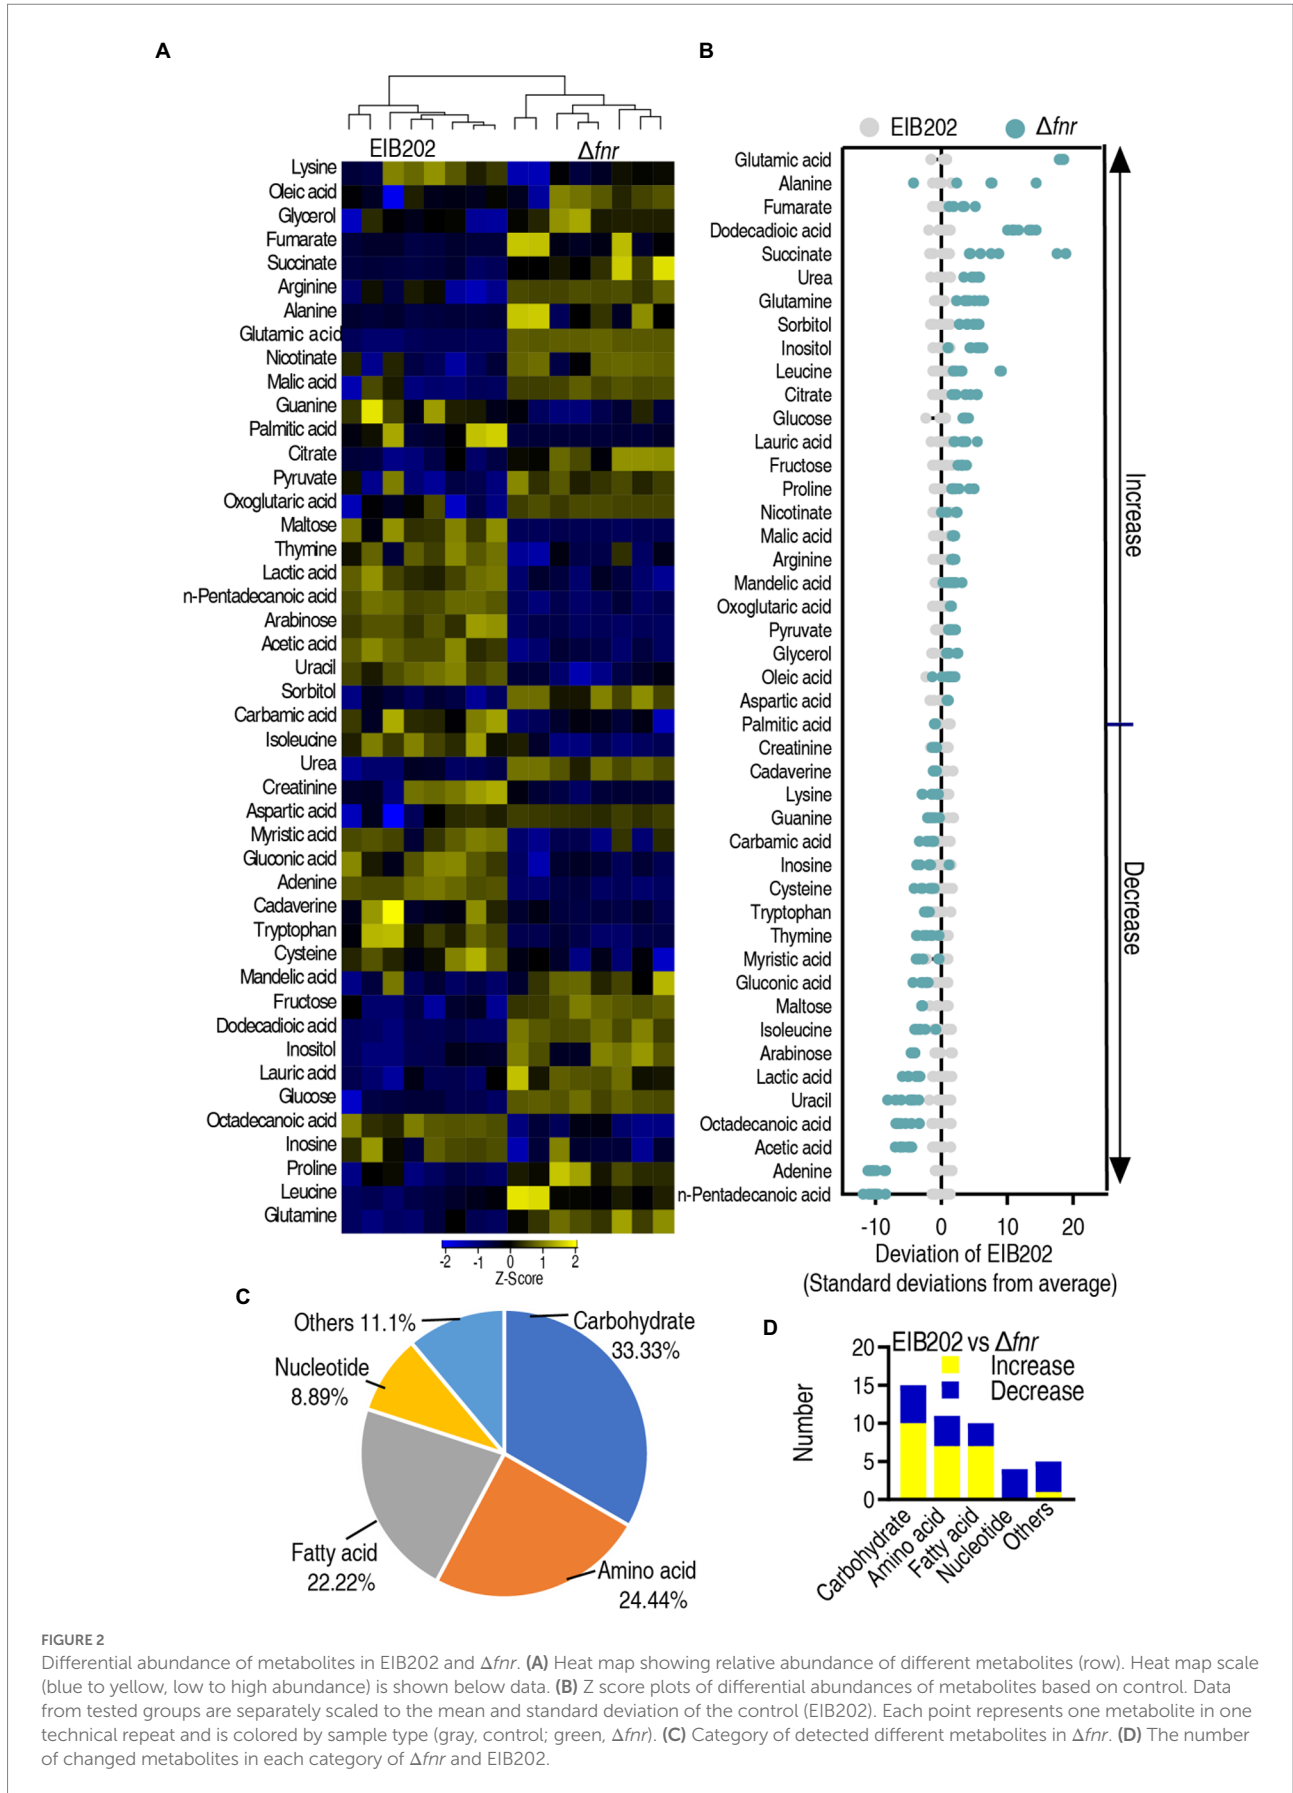 A
EIB202
Δfnr
Lysine
Oleic acid
Glycerol
Fumarate
Succinate
Arginine
Alanine
Glutamic acid
Nicotinate
Malic acid
Guanine
Palmitic acid
Citrate
Pyruvate
Oxoglutaric acid
Maltose
Thymine
Lactic acid
n-Pentadecanoic acid
Arabinose
Acetic acid
Uracil
Sorbitol
Carbamic acid
Isoleucine
Urea
Creatinine
Aspartic acid
Myristic acid
Gluconic acid
Adenine
Cadaverine
Tryptophan
Cysteine
Mandelic acid
Fructose
Dodecadioic acid
Inositol
Lauric acid
Glucose
Octadecanoic acid
Inosine
Proline
Leucine
Glutamine
-2 -1 0 1 2
Z-Score
B
EIB202 Δfnr
Glutamic acid
Alanine
Fumarate
Dodecadioic acid
Succinate
Urea
Glutamine
Sorbitol
Inositol
Leucine
Citrate
Glucose
Lauric acid
Fructose
Proline
Nicotinate
Malic acid
Arginine
Mandelic acid
Oxoglutaric acid
Pyruvate
Glycerol
Oleic acid
Aspartic acid
Palmitic acid
Creatinine
Cadaverine
Lysine
Guanine
Carbamic acid
Inosine
Cysteine
Tryptophan
Thymine
Myristic acid
Gluconic acid
Maltose
Isoleucine
Arabinose
Lactic acid
Uracil
Octadecanoic acid
Acetic acid
Adenine
n-Pentadecanoic acid
Increase
Decrease
-10 0 10 20
Deviation of EIB202
(Standard deviations from average)
C
Others 11.1%
Carbohydrate
33.33%
Nucleotide
8.89%
Fatty acid
22.22%
Amino acid
24.44%
D
EIB202 vs Δfnr
Increase
Decrease
Number
20
15
10
5
0
Carbohydrate
Amino acid
Fatty acid
Nucleotide
Others
FIGURE 2
Differential abundance of metabolites in EIB202 and Δfnr. (A) Heat map showing relative abundance of different metabolites (row). Heat map scale
(blue to yellow, low to high abundance) is shown below data. (B) Z score plots of differential abundances of metabolites based on control. Data
from tested groups are separately scaled to the mean and standard deviation of the control (EIB202). Each point represents one metabolite in one
technical repeat and is colored by sample type (gray, control; green, Δfnr). (C) Category of detected different metabolites in Δfnr. (D) The number
of changed metabolites in each category of Δfnr and EIB202.